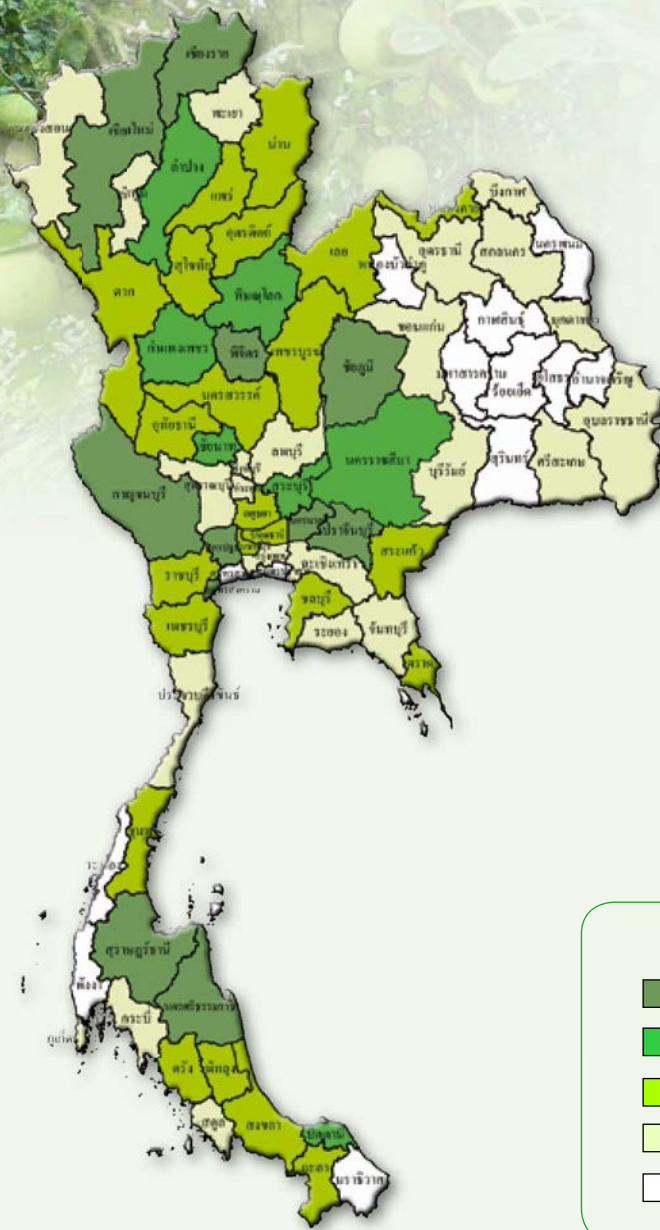 เชียงราย
เชียงใหม่
พะเยา
น่าน
ลำปาง
แพร่
อุตรดิตถ์
สุโขทัย
ตาก
พิษณุโลก
เลย
บึงกาฬ
อุดรธานี
สกลนคร
นครพนม
กำแพงเพชร
พิจิตร
เพชรบูรณ์
ขอนแก่น
กาฬสินธุ์
มุกดาหาร
ชัยภูมิ
มหาสารคาม
ร้อยเอ็ด
ยโสธร
อำนาจเจริญ
นครสวรรค์
อุทัยธานี
อุบลราชธานี
ชัยนาท
ลพบุรี
นครราชสีมา
บุรีรัมย์
สุรินทร์
ศรีสะเกษ
กาญจนบุรี
สุพรรณบุรี
สระบุรี
อยุธยา
ปราจีนบุรี
สระแก้ว
ฉะเชิงเทรา
ราชบุรี
ชลบุรี
เพชรบุรี
ระยอง
จันทบุรี
ตราด
ประจวบคีรีขันธ์
ชุมพร
ระนอง
สุราษฎร์ธานี
พังงา
นครศรีธรรมราช
กระบี่
ภูเก็ต
ตรัง
พัทลุง
สตูล
สงขลา
ปัตตานี
ยะลา
นราธิวาส